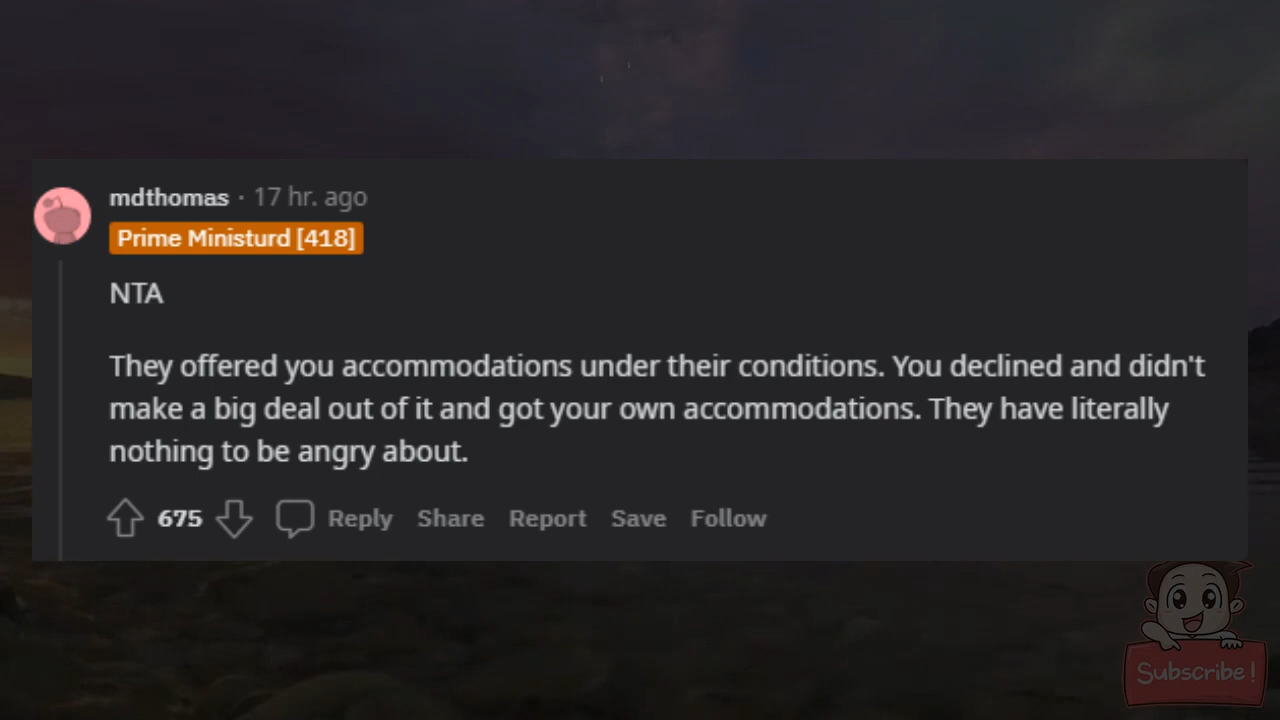 mdthomas · 17 hr. ago
Prime Ministurd [418]
NTA
They offered you accommodations under their conditions. You declined and didn't
make a big deal out of it and got your own accommodations. They have literally
nothing to be angry about.
675 Reply Share Report Save Follow
Subscribe!